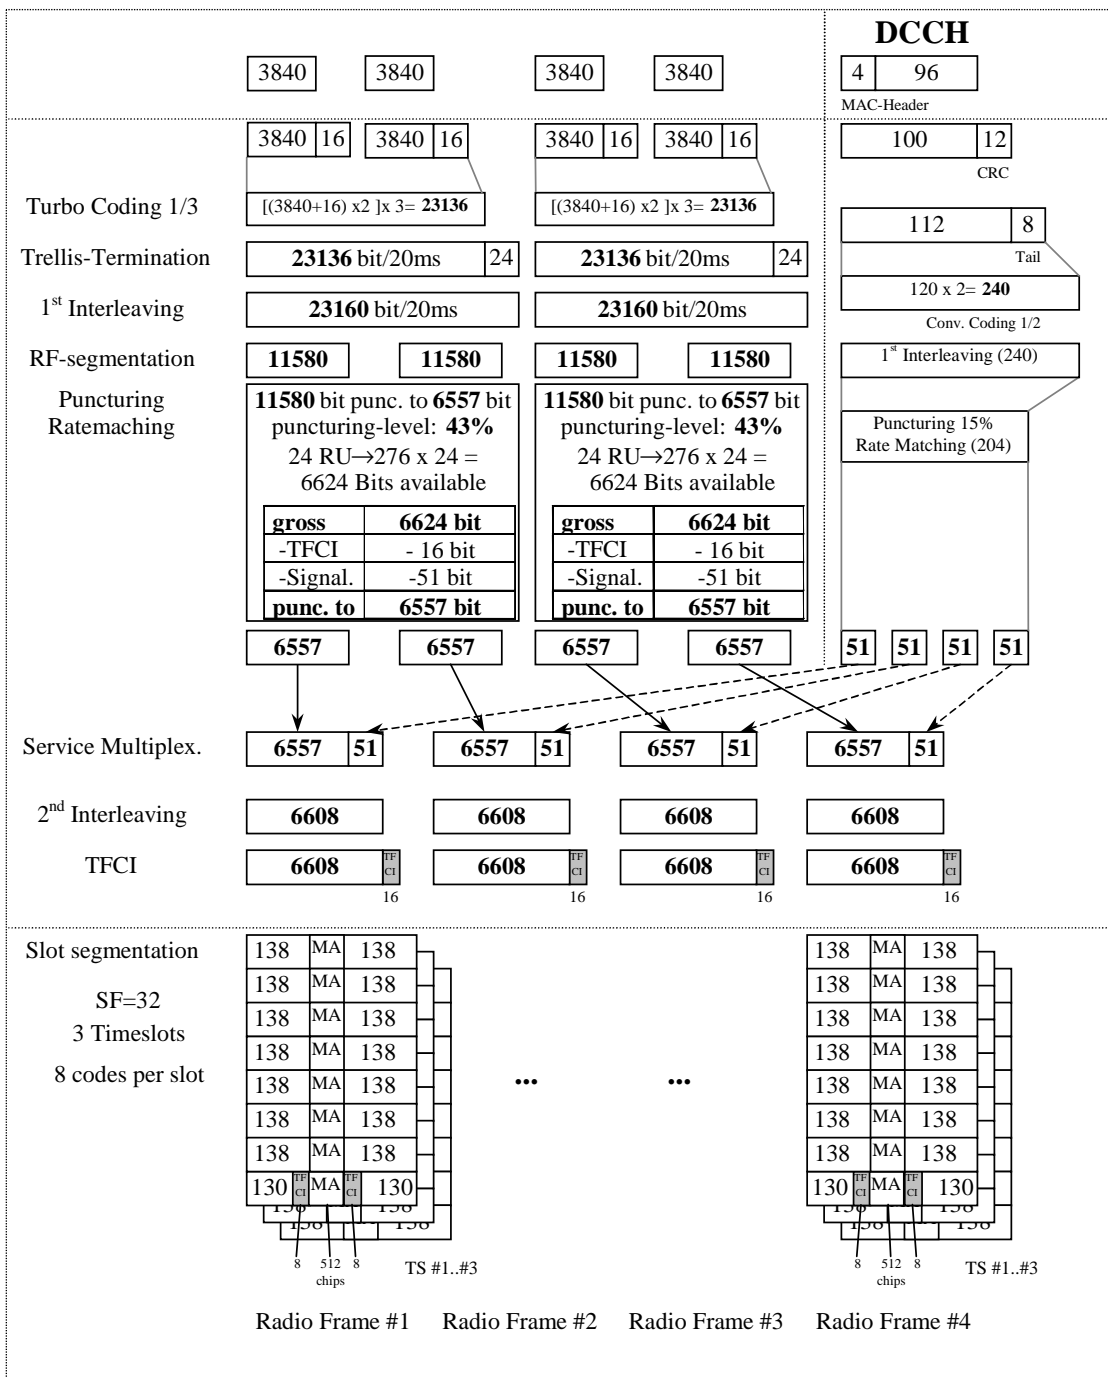 DCCH
3840 3840 3840 3840 4 96
MAC-Header
3840 16 3840 16 3840 16 3840 16 100 12
CRC
Turbo Coding 1/3 [(3840+16) x2 ]x 3= 23136 [(3840+16) x2 ]x 3= 23136 112 8
Tail
Trellis-Termination 23136 bit/20ms 24 23136 bit/20ms 24
120 x 2= 240
1st Interleaving 23160 bit/20ms 23160 bit/20ms
Conv. Coding 1/2
RF-segmentation 11580 11580 11580 11580 1st Interleaving (240)
Puncturing 11580 bit punc. to 6557 bit 11580 bit punc. to 6557 bit
Ratemaching puncturing-level: 43% puncturing-level: 43% Puncturing 15%
24 RU→276 x 24 = 24 RU→276 x 24 = Rate Matching (204)
6624 Bits available 6624 Bits available
gross 6624 bit gross 6624 bit
-TFCI - 16 bit -TFCI - 16 bit
-Signal. -51 bit -Signal. -51 bit
punc. to 6557 bit punc. to 6557 bit
6557 6557 6557 6557 51 51 51 51
Service Multiplex. 6557 51 6557 51 6557 51 6557 51
2nd Interleaving 6608 6608 6608 6608
TFCI 6608 TF CI 6608 TF CI 6608 TF CI 6608 TF CI
16 16 16 16
Slot segmentation 138 MA 138 138 MA 138
138 MA 138 138 MA 138
SF=32
138 MA 138 138 MA 138
3 Timeslots
138 MA 138 138 MA 138
8 codes per slot 138 MA 138 ... ... 138 MA 138
138 MA 138 138 MA 138
138 MA 138 138 MA 138
130 TF CI MA TF CI 130 130 TF CI MA TF CI 130
138 138 138 138
138 138 138 138
8 512 8 TS #1..#3 8 512 8 TS #1..#3
chips chips
Radio Frame #1 Radio Frame #2 Radio Frame #3 Radio Frame #4